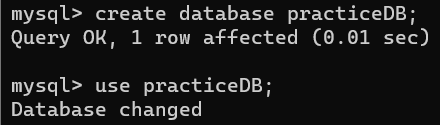 mysql> create database practiceDB;
Query OK, 1 row affected (0.01 sec)
mysql> use practiceDB;
Database changed